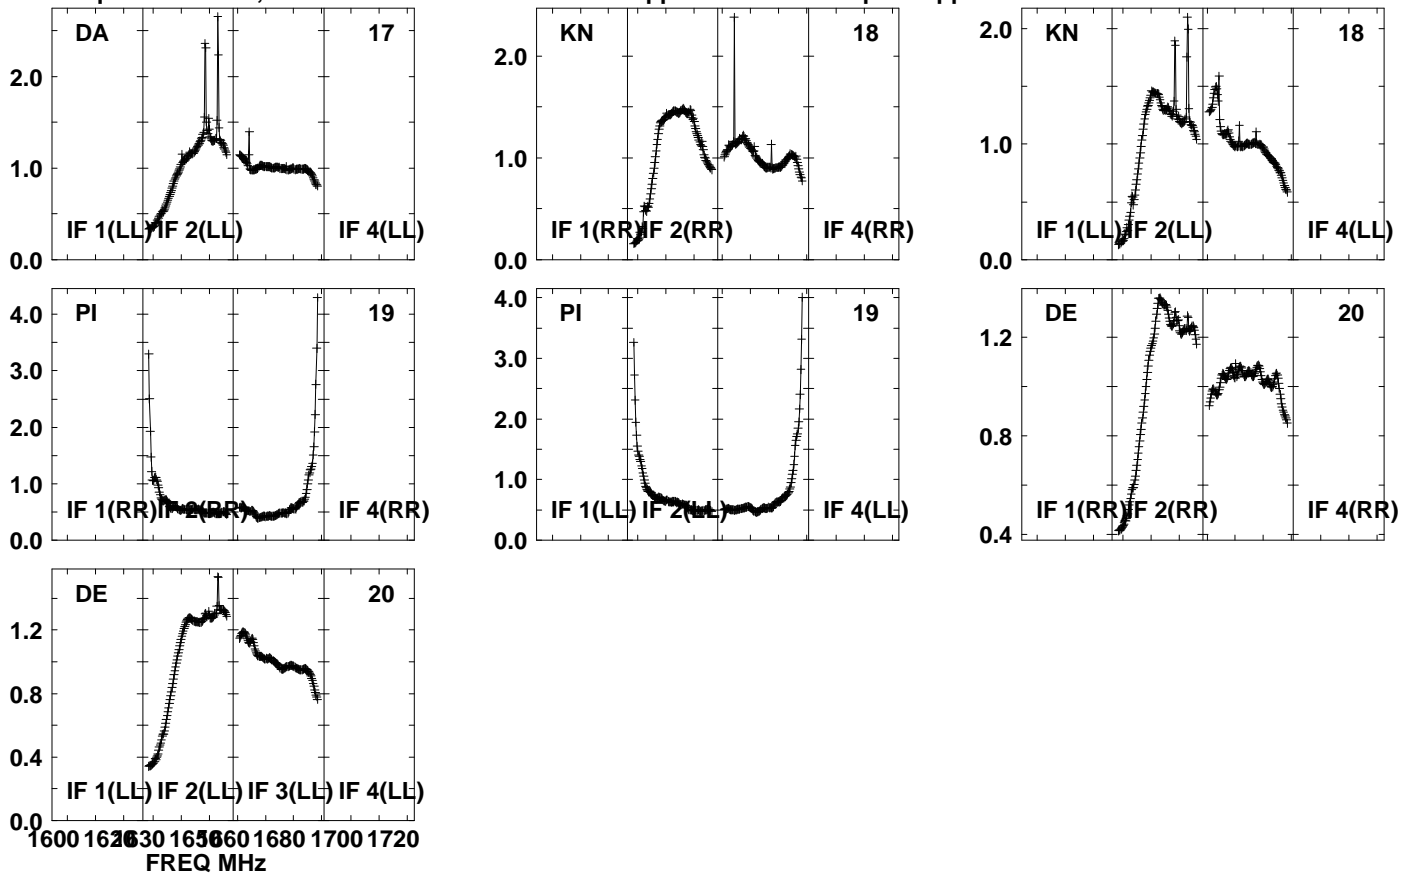 DA 17 KN 18 KN 18
2.0 2.0 2.0
1.0 1.0 1.0
IF 1(LL) IF 2(LL) IF 4(LL) IF 1(RR) IF 2(RR) IF 4(RR) IF 1(LL) IF 2(LL) IF 4(LL)
0.0 0.0 0.0
PI 19 PI 19 DE 20
4.0 4.0
3.0 3.0 1.2
2.0 2.0 0.8
1.0 1.0
IF 1(RR) IF 2(RR) IF 4(RR) IF 1(LL) IF 2(LL) IF 4(LL) IF 1(RR) IF 2(RR) IF 4(RR)
0.0 0.0 0.4
DE 20
1.2
0.8
0.4
IF 1(LL) IF 2(LL) IF 3(LL) IF 4(LL)
0.0
1600 1620 1630 1650 1660 1680 1700 1720
FREQ MHz